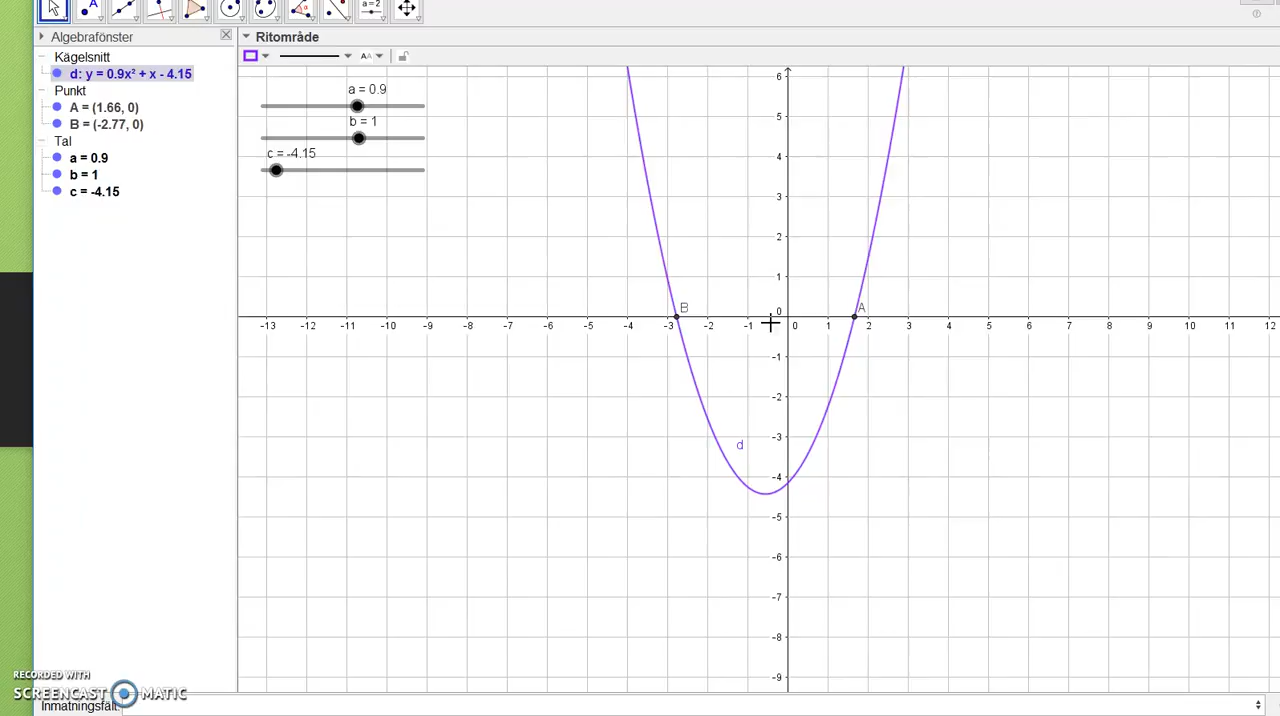 A
a=2
Algebrafönster
Ritområde
Kägelsnitt
d: y = 0.9x² + x - 4.15
Punkt
A = (1.66, 0)
B = (-2.77, 0)
Tal
a = 0.9
b = 1
c = -4.15
AA
a = 0.9
b = 1
c = -4.15
6
5
4
3
2
1
0
B
A
-13 -12 -11 -10 -9 -8 -7 -6 -5 -4 -3 -2 -1 0 1 2 3 4 5 6 7 8 9 10 11 12
-1
-2
-3
d
-4
-5
-6
-7
-8
-9
RECORDED WITH
SCREENCAST MATIC
Inmatningsfält: